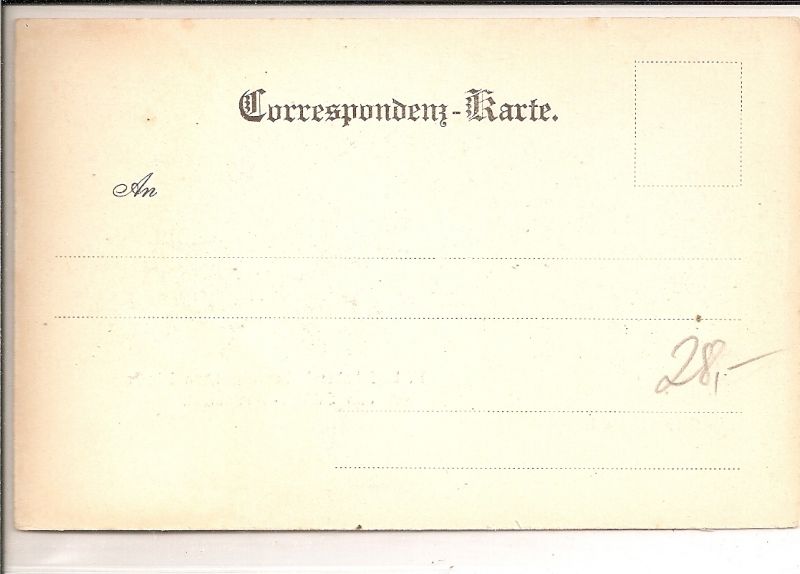 Correspondenz-Karte.
An
28,-